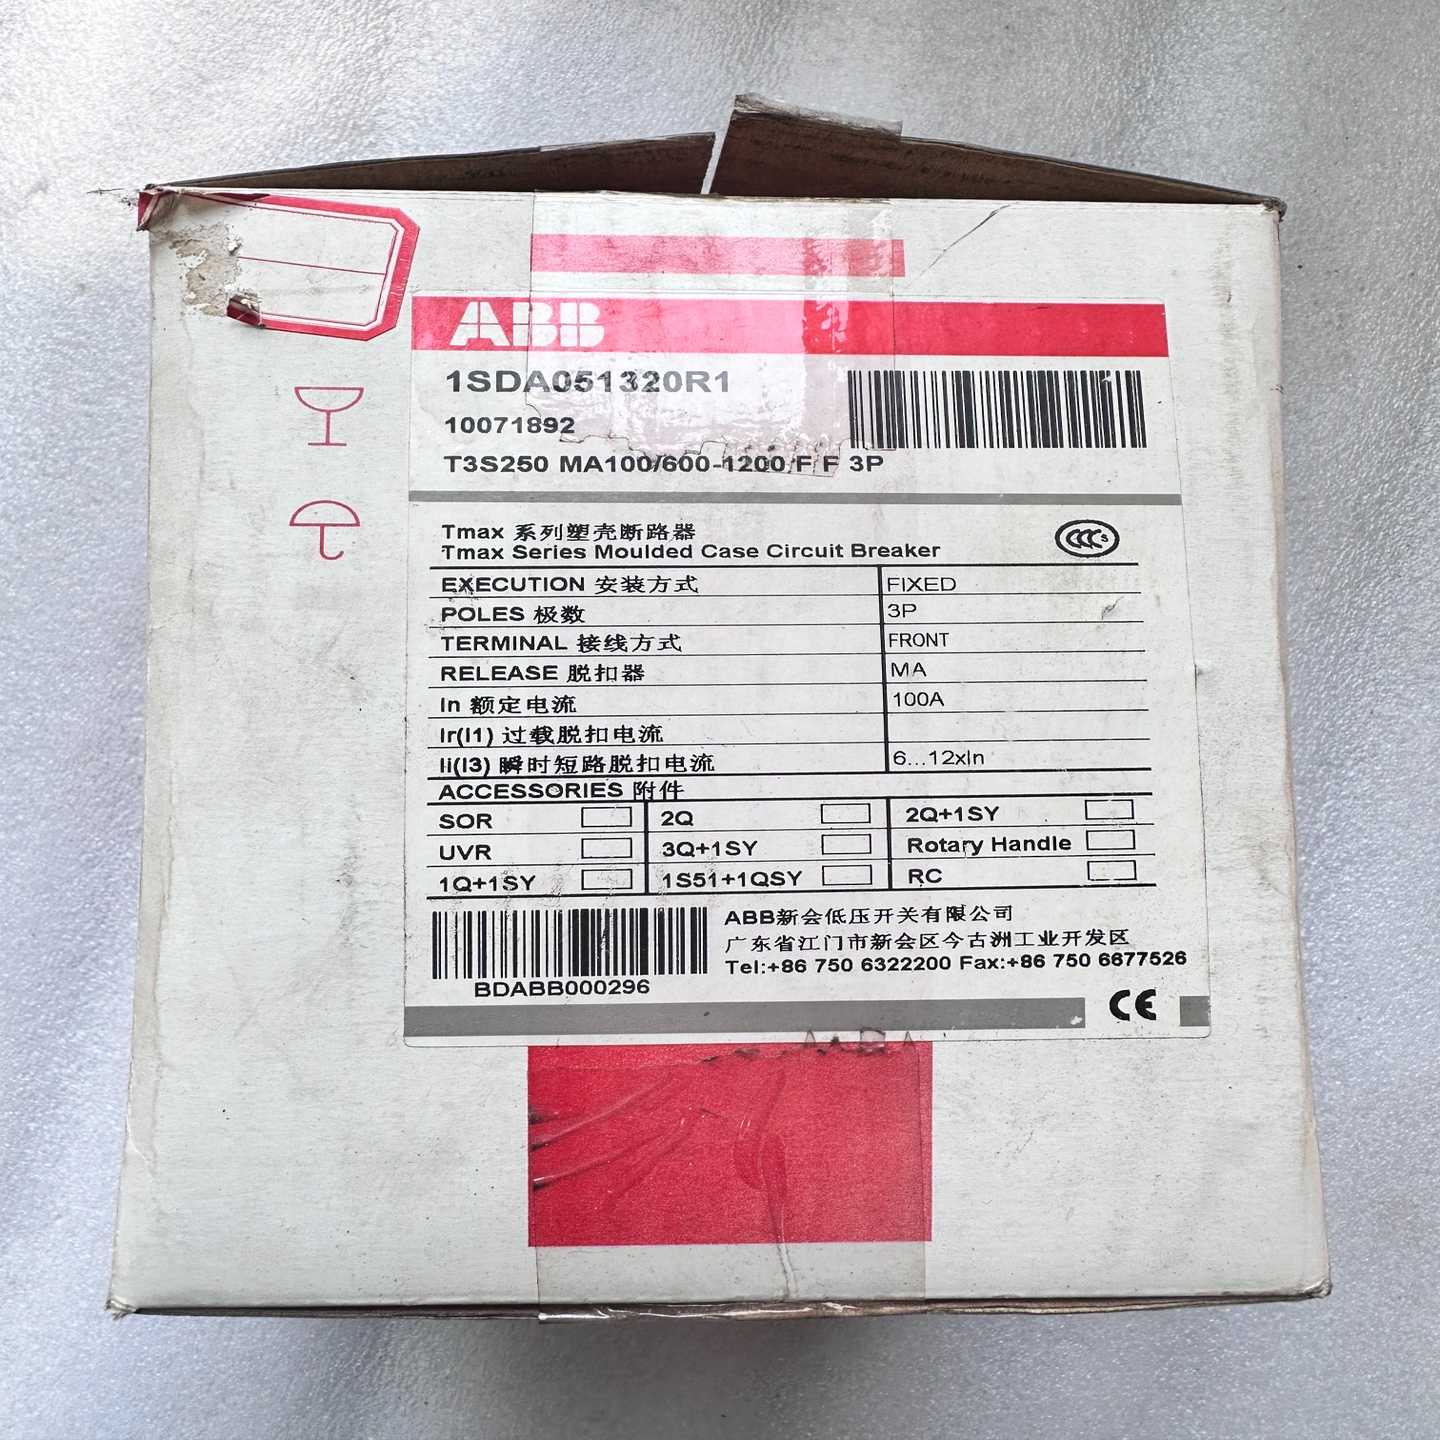 ABB
1SDA051320R1
10071892
T3S250 MA100/600-1200 F F 3P
Tmax 系列塑壳断路器
Tmax Series Moulded Case Circuit Breaker
CCC S
EXECUTION 安装方式 FIXED
POLES 极数 3P
TERMINAL 接线方式 FRONT
RELEASE 脱扣器 MA
In 额定电流 100A
Ir(I1) 过载脱扣电流
Ii(I3) 瞬时短路脱扣电流 6...12xIn
ACCESSORIES 附件
SOR 2Q 2Q+1SY
UVR 3Q+1SY Rotary Handle
1Q+1SY 1S51+1QSY RC
ABB新会低压开关有限公司
广东省江门市新会区今古洲工业开发区
Tel:+86 750 6322200 Fax:+86 750 6677526
BDABB000296
CE